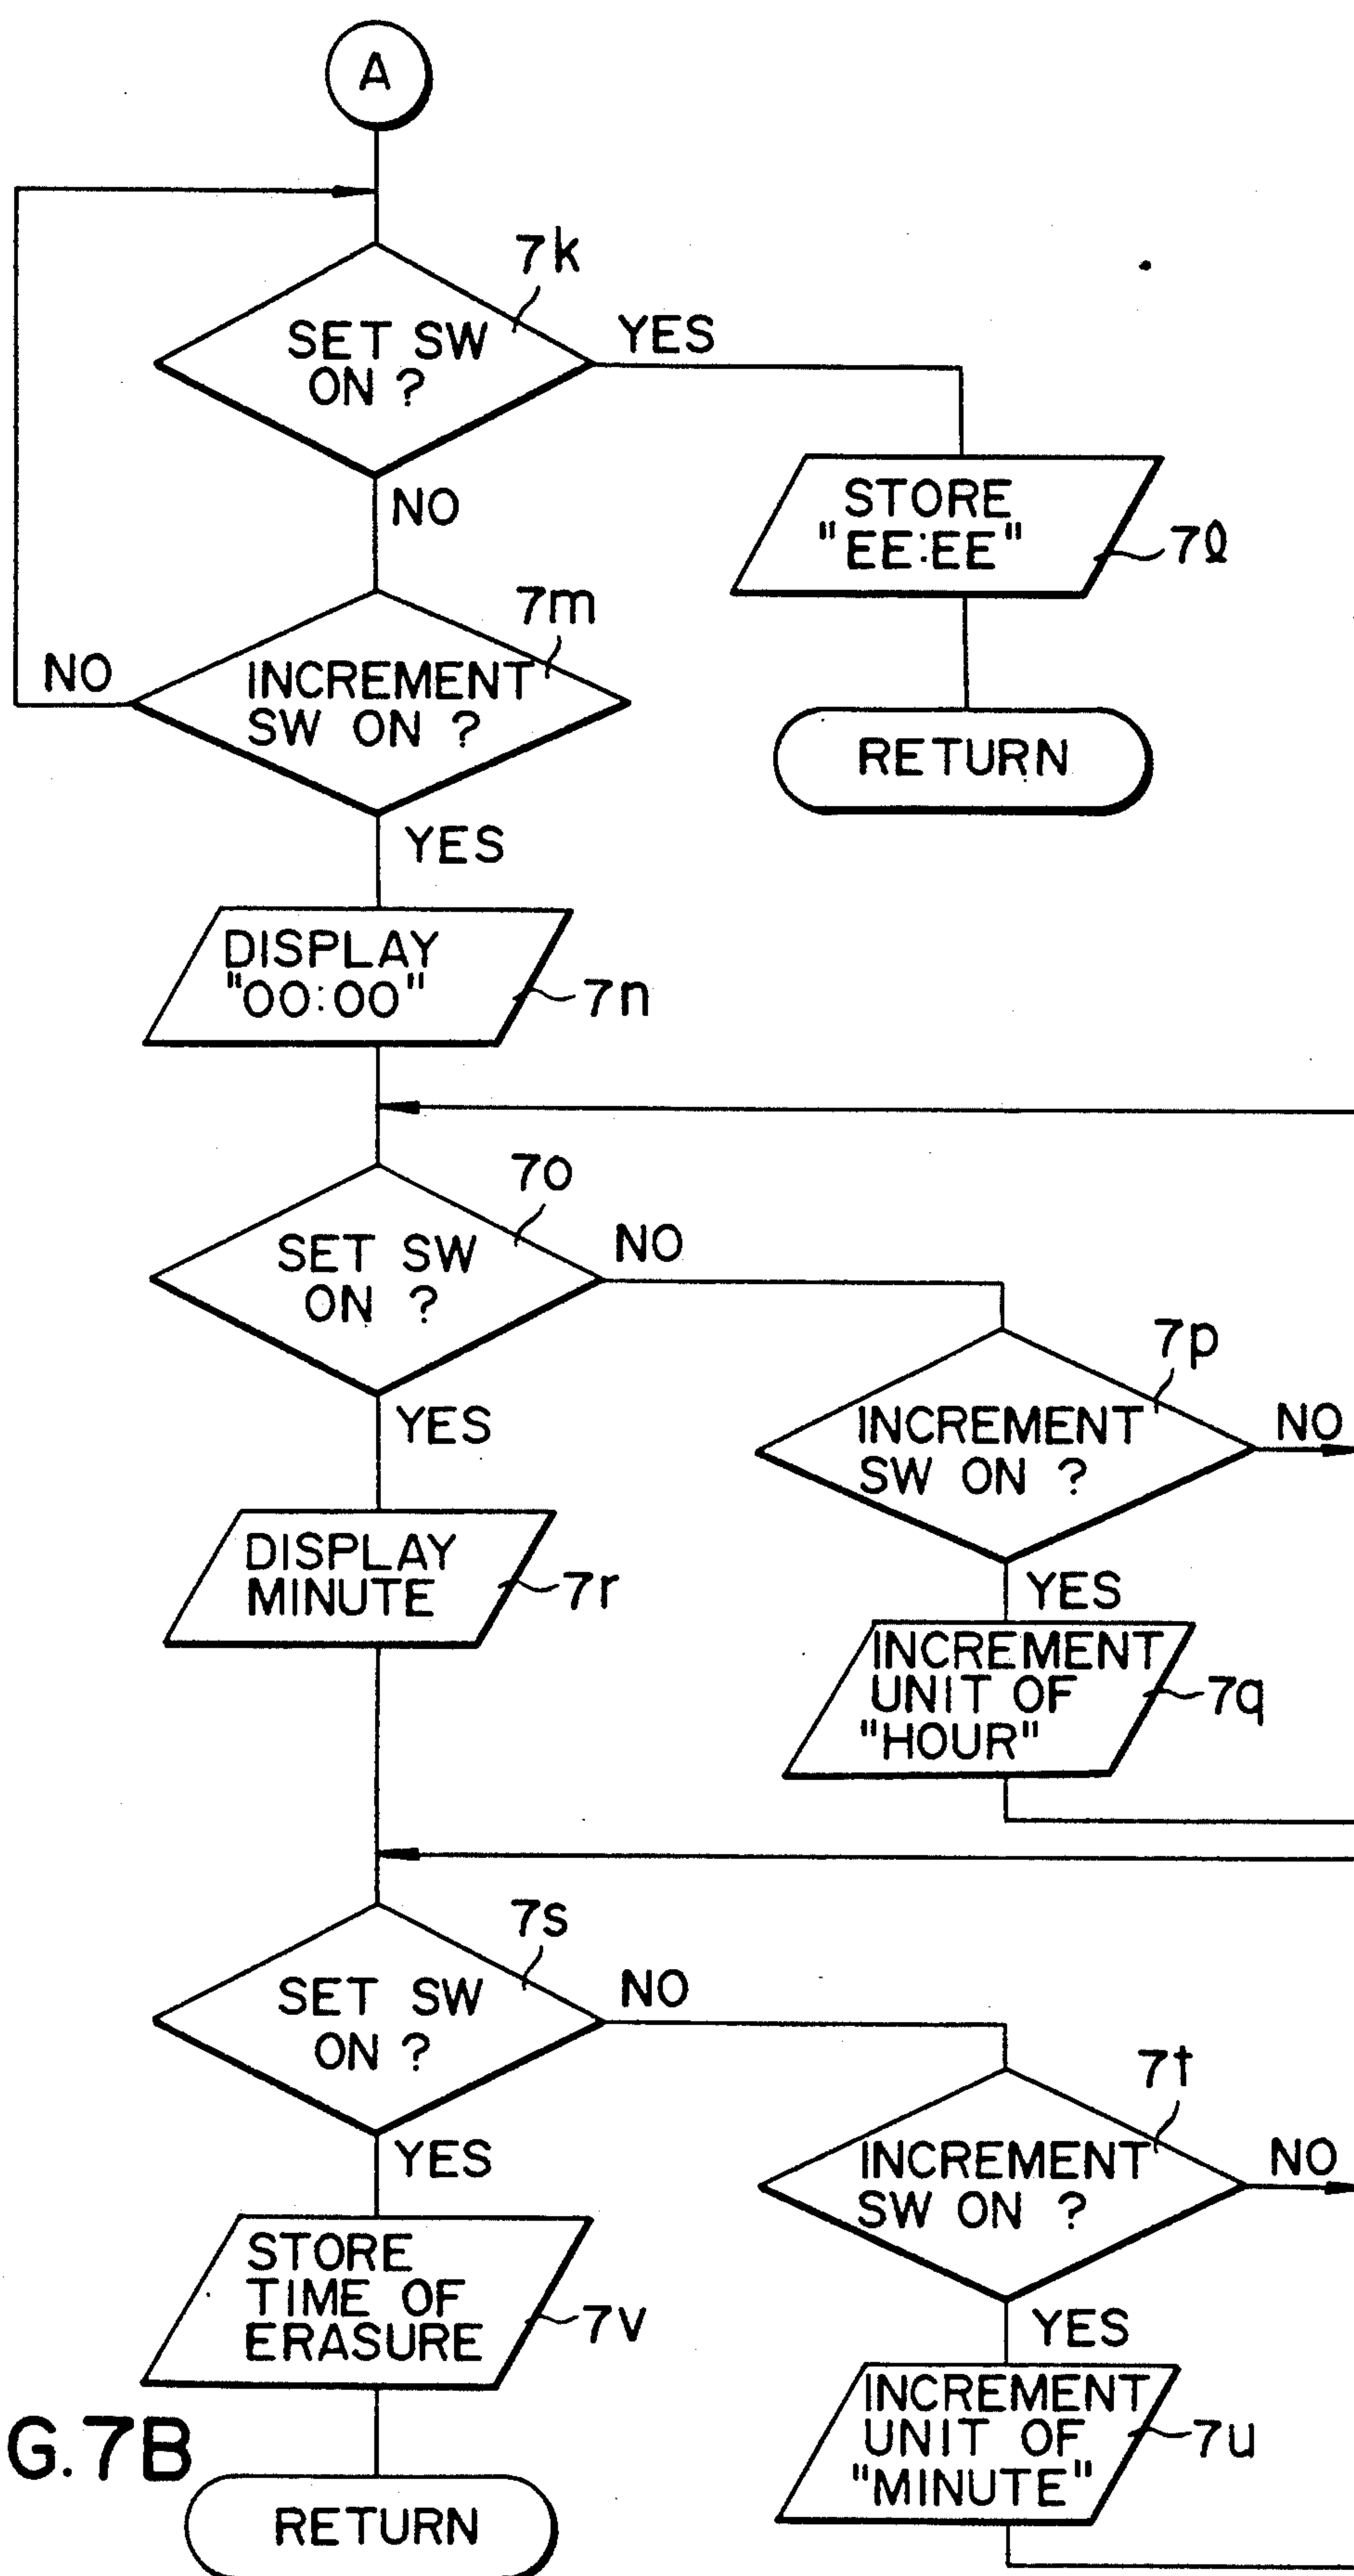 A
7k
SET SW
ON ?
YES
NO
STORE
"EE:EE"
7ℓ
RETURN
7m
INCREMENT
SW ON ?
NO
YES
DISPLAY
"00:00"
7n
7o
SET SW
ON ?
NO
YES
7p
INCREMENT
SW ON ?
NO
YES
INCREMENT
UNIT OF
"HOUR"
7q
DISPLAY
MINUTE
7r
7s
SET SW
ON ?
NO
YES
7t
INCREMENT
SW ON ?
NO
YES
INCREMENT
UNIT OF
"MINUTE"
7u
STORE
TIME OF
ERASURE
7v
G.7B
RETURN